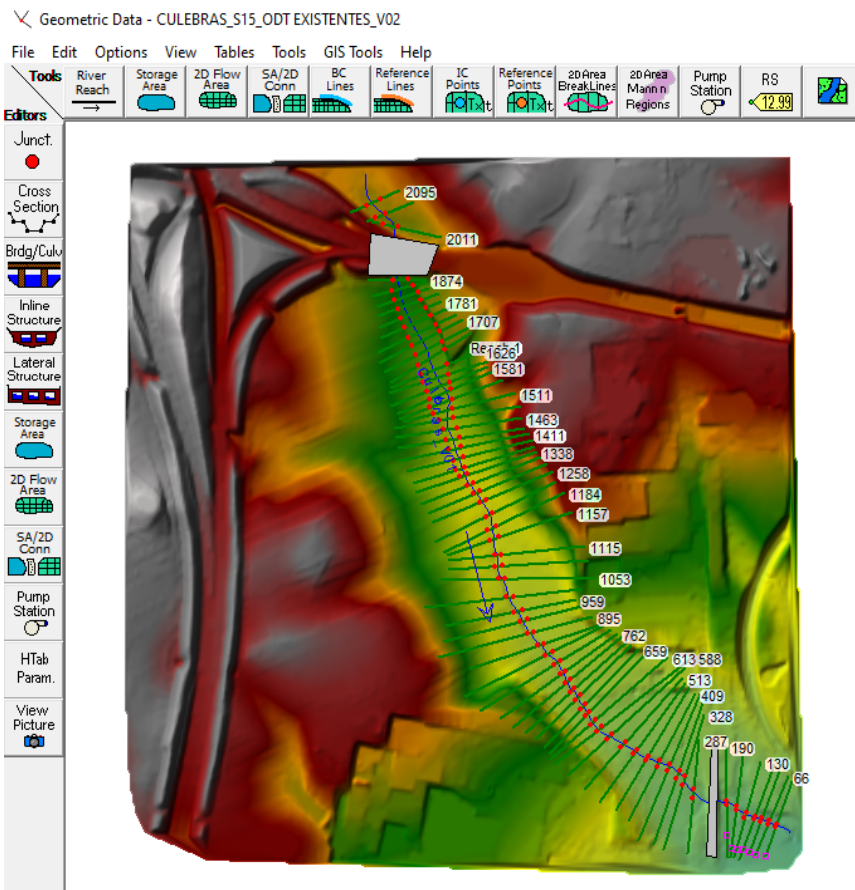 Geometric Data - CULEBRAS_S15_ODT EXISTENTES_V02
File Edit Options View Tables Tools GIS Tools Help
Tools
Editors
River Reach
Storage Area
2D Flow Area
SA/2D Conn
BC Lines
Reference Lines
IC Points
Reference Points
2D Area BreakLines
2D Area Mann n Regions
Pump Station
RS
12.99
Junct.
Cross Section
Brdg/Culv
Inline Structure
Lateral Structure
Storage Area
2D Flow Area
SA/2D Conn
Pump Station
HTab Param.
View Picture
2095
2011
1874
1781
1707
1626
1581
1511
1463
1411
1338
1258
1184
1157
1115
1053
959
895
762
659
613
588
513
409
328
287
190
130
66